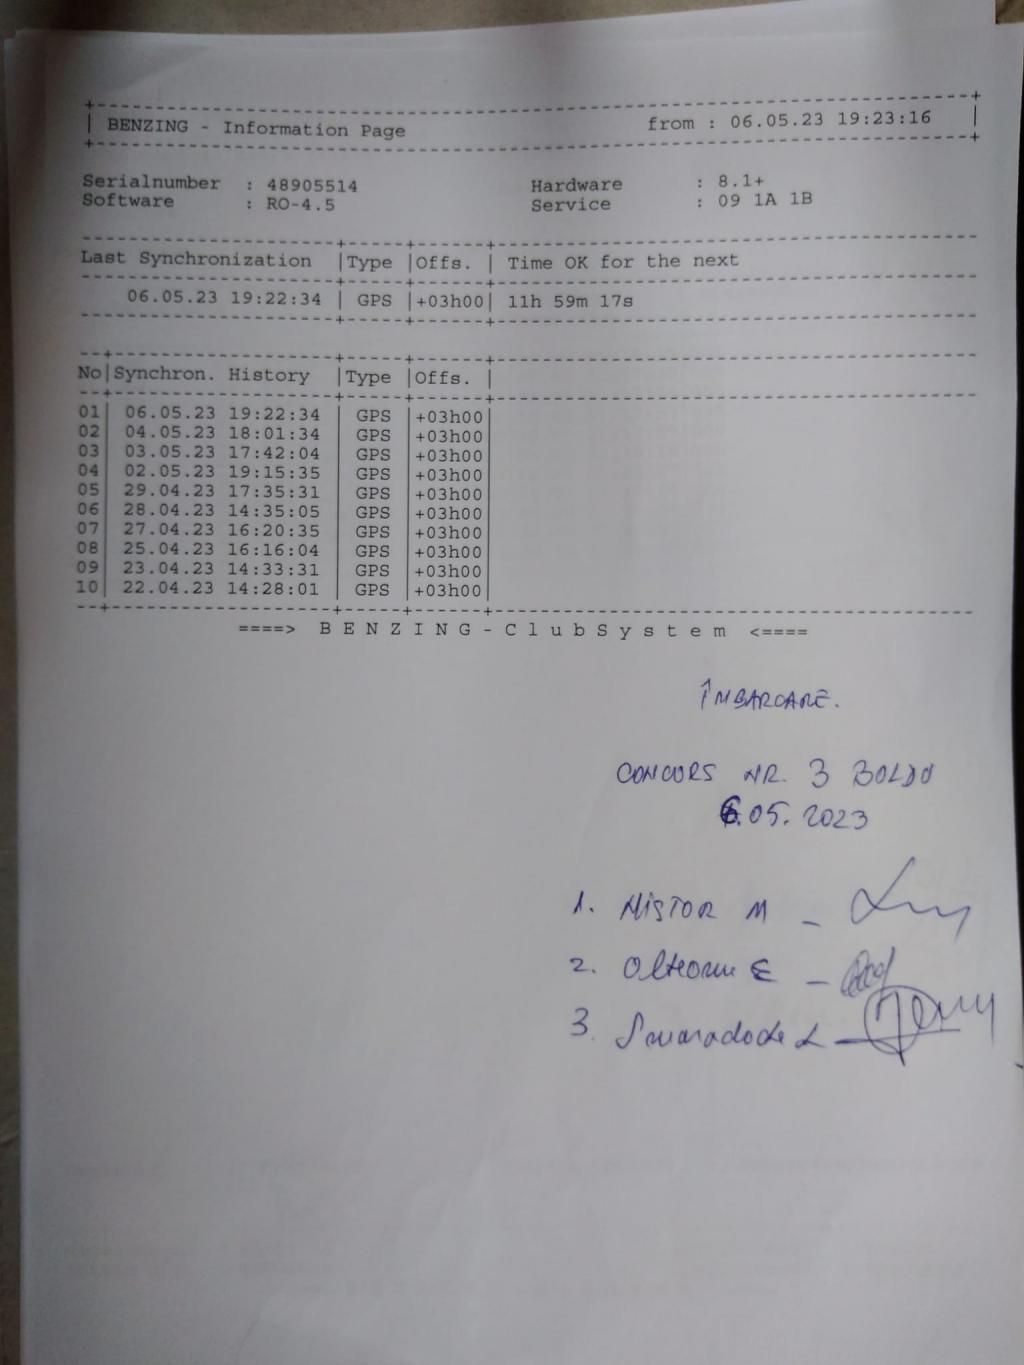 BENZING - Information Page from : 06.05.23 19:23:16
Serialnumber : 48905514 Hardware : 8.1+
Software : RO-4.5 Service : 09 1A 1B
Last Synchronization |Type |Offs. | Time OK for the next
06.05.23 19:22:34 | GPS |+03h00| 11h 59m 17s
No|Synchron. History |Type |Offs. |
01| 06.05.23 19:22:34 | GPS |+03h00|
02| 04.05.23 18:01:34 | GPS |+03h00|
03| 03.05.23 17:42:04 | GPS |+03h00|
04| 02.05.23 19:15:35 | GPS |+03h00|
05| 29.04.23 17:35:31 | GPS |+03h00|
06| 28.04.23 14:35:05 | GPS |+03h00|
07| 27.04.23 16:20:35 | GPS |+03h00|
08| 25.04.23 16:16:04 | GPS |+03h00|
09| 23.04.23 14:33:31 | GPS |+03h00|
10| 22.04.23 14:28:01 | GPS |+03h00|
====> B E N Z I N G - C l u b S y s t e m <====
ÎMBARCARE.
CONCURS NR. 3 BOLDU
6.05.2023
1. NISTOR M -
2. Olteanu E -
3. L -